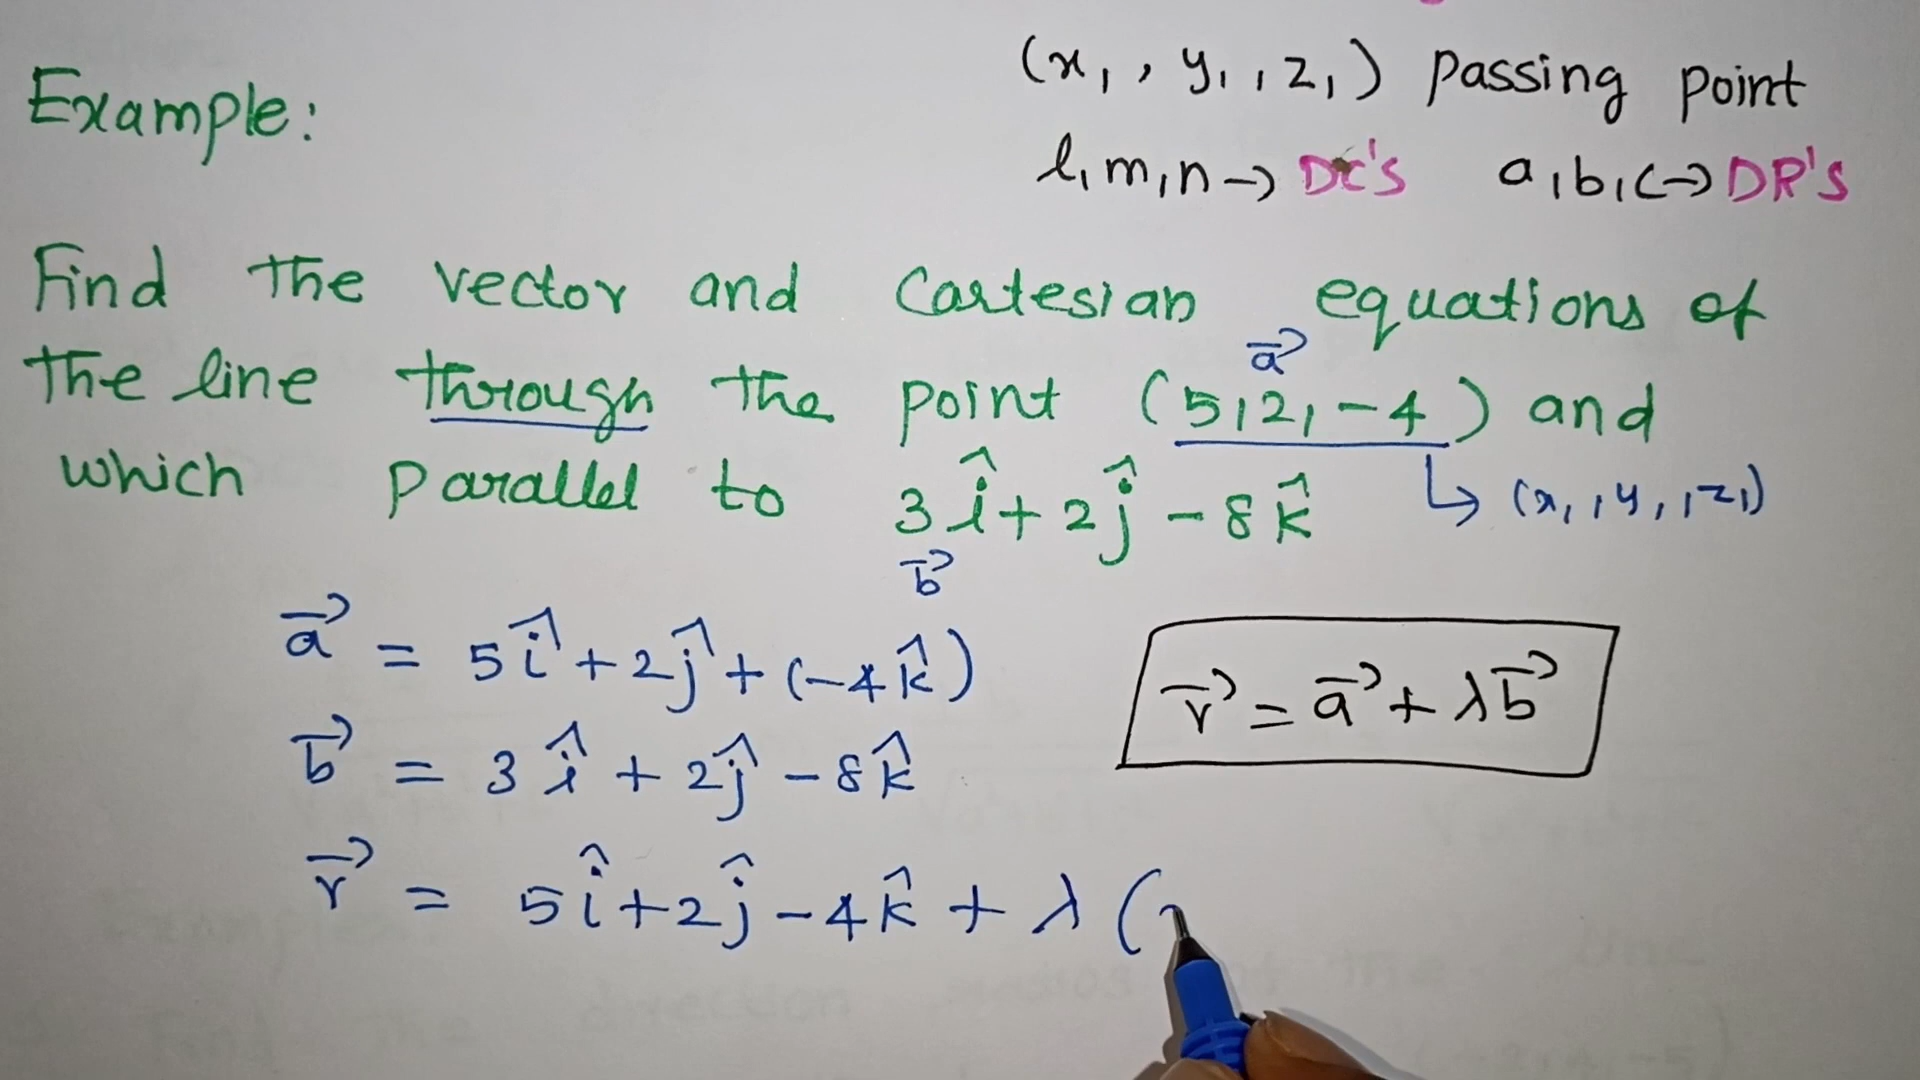 (x₁, y₁, z₁) passing point
Example:
l, m, n → DC's a, b, c → DR's
Find the vector and Cartesian equations of
a⃗
the line through the point (5, 2, -4) and
which parallel to 3î + 2ĵ - 8k̂ ↳ (x₁, y₁, z₁)
b⃗
a⃗ = 5î + 2ĵ + (-4k̂)
r⃗ = a⃗ + λb⃗
b⃗ = 3î + 2ĵ - 8k̂
r⃗ = 5î + 2ĵ - 4k̂ + λ (